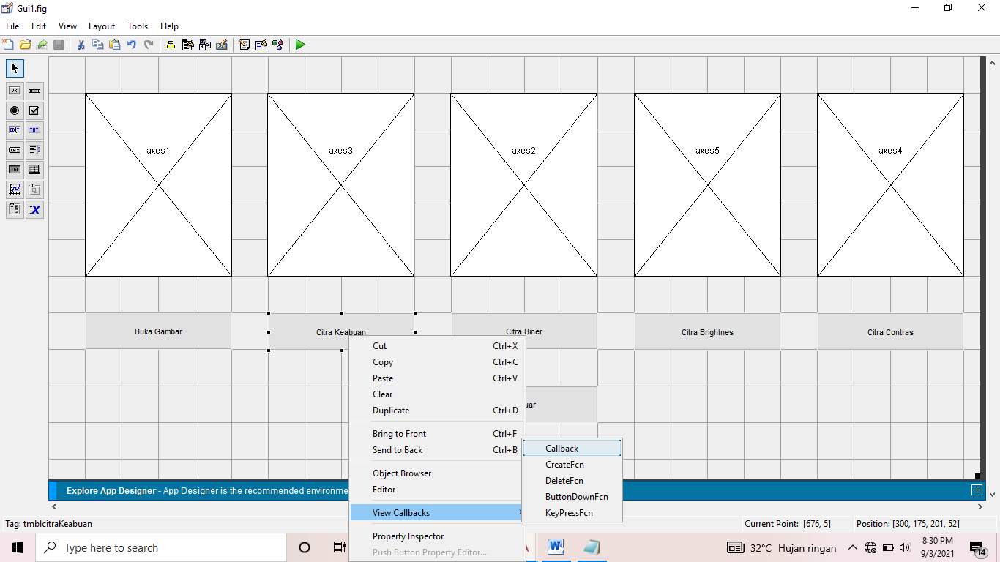 Gui1.fig
File Edit View Layout Tools Help
OK
EDIT TXT
TGL
axes1 axes3 axes2 axes5 axes4
Buka Gambar Citra Keabuan Citra Biner Citra Brightnes Citra Contras
Cut Ctrl+X
Copy Ctrl+C
Paste Ctrl+V
Clear
Duplicate Ctrl+D
uar
Bring to Front Ctrl+F
Send to Back Ctrl+B
Object Browser
Editor
View Callbacks
Property Inspector
Push Button Property Editor...
Callback
CreateFcn
DeleteFcn
ButtonDownFcn
KeyPressFcn
Explore App Designer - App Designer is the recommended environme
Tag: tmblcitraKeabuan Current Point: [676, 5] Position: [300, 175, 201, 52]
Type here to search
32°C Hujan ringan
8:30 PM
9/3/2021
14